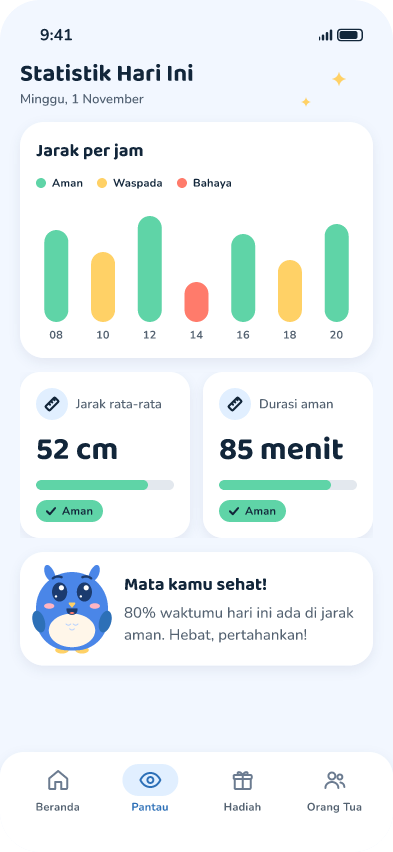 9:41
Statistik Hari Ini
Minggu, 1 November
Jarak per jam
Aman Waspada Bahaya
08 10 12 14 16 18 20
Jarak rata-rata
52 cm
Aman
Durasi aman
85 menit
Aman
Mata kamu sehat!
80% waktumu hari ini ada di jarak
aman. Hebat, pertahankan!
Beranda Pantau Hadiah Orang Tua